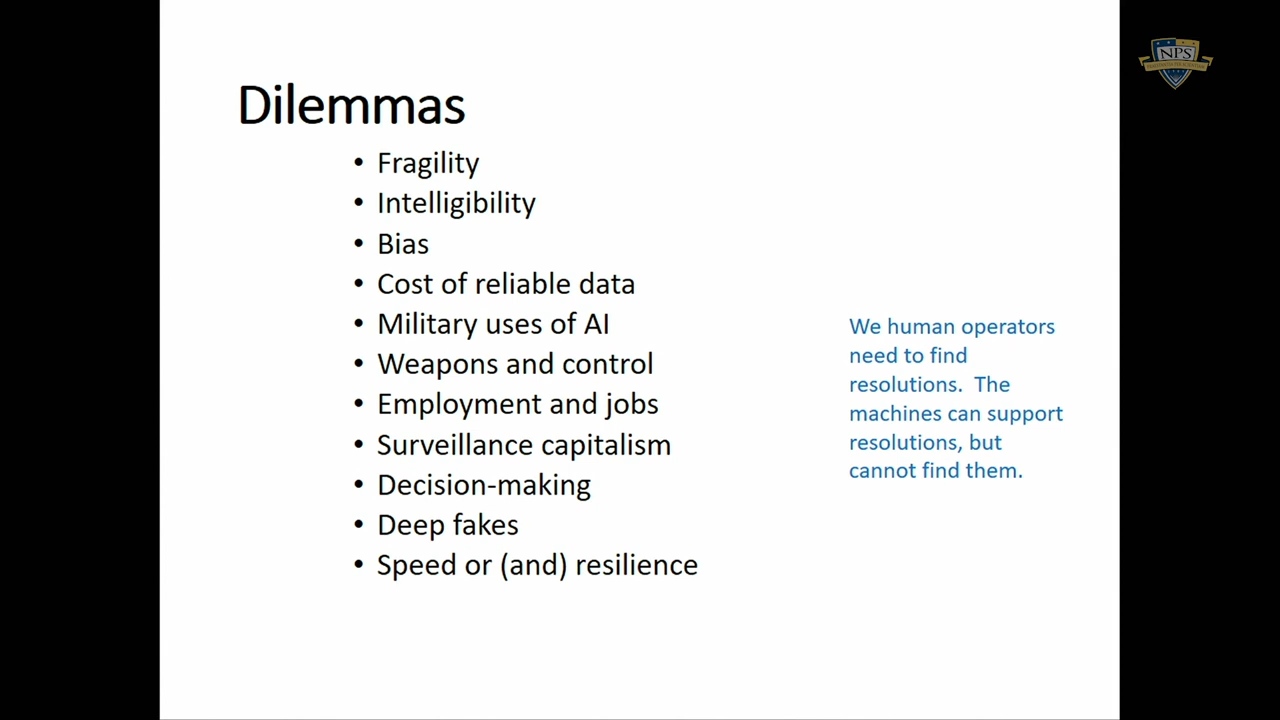 NPS
Dilemmas
• Fragility
• Intelligibility
• Bias
• Cost of reliable data
• Military uses of AI
• Weapons and control
• Employment and jobs
• Surveillance capitalism
• Decision-making
• Deep fakes
• Speed or (and) resilience
We human operators
need to find
resolutions.  The
machines can support
resolutions, but
cannot find them.